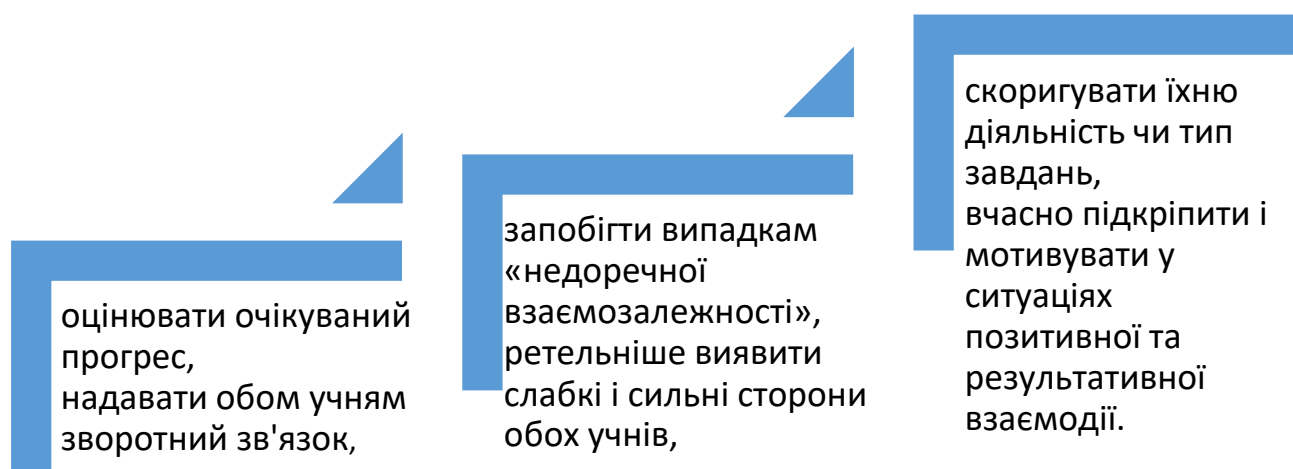 оцінювати очікуваний
прогрес,
надавати обом учням
зворотний зв'язок,
запобігти випадкам
«недоречної
взаємозалежності»,
ретельніше виявити
слабкі і сильні сторони
обох учнів,
скоригувати їхню
діяльність чи тип
завдань,
вчасно підкріпити і
мотивувати у
ситуаціях
позитивної та
результативної
взаємодії.